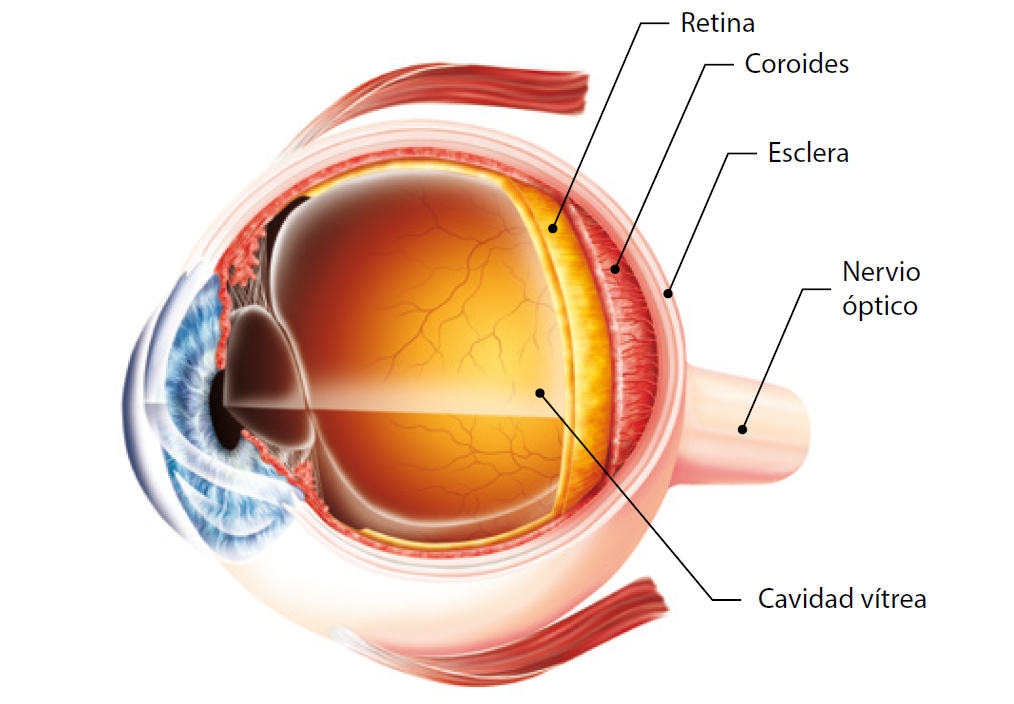 Retina
Coroides
Esclera
Nervio
óptico
Cavidad vítrea